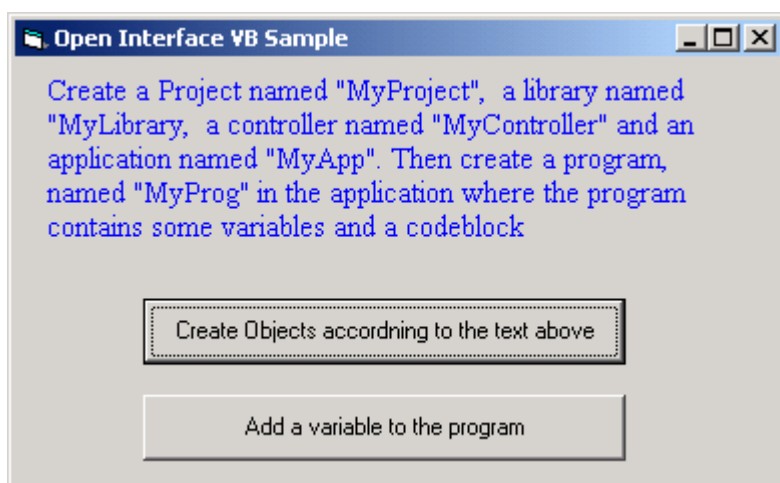 Open Interface VB Sample
Create a Project named "MyProject", a library named
"MyLibrary, a controller named "MyController" and an
application named "MyApp". Then create a program,
named "MyProg" in the application where the program
contains some variables and a codeblock
Create Objects accordning to the text above
Add a variable to the program